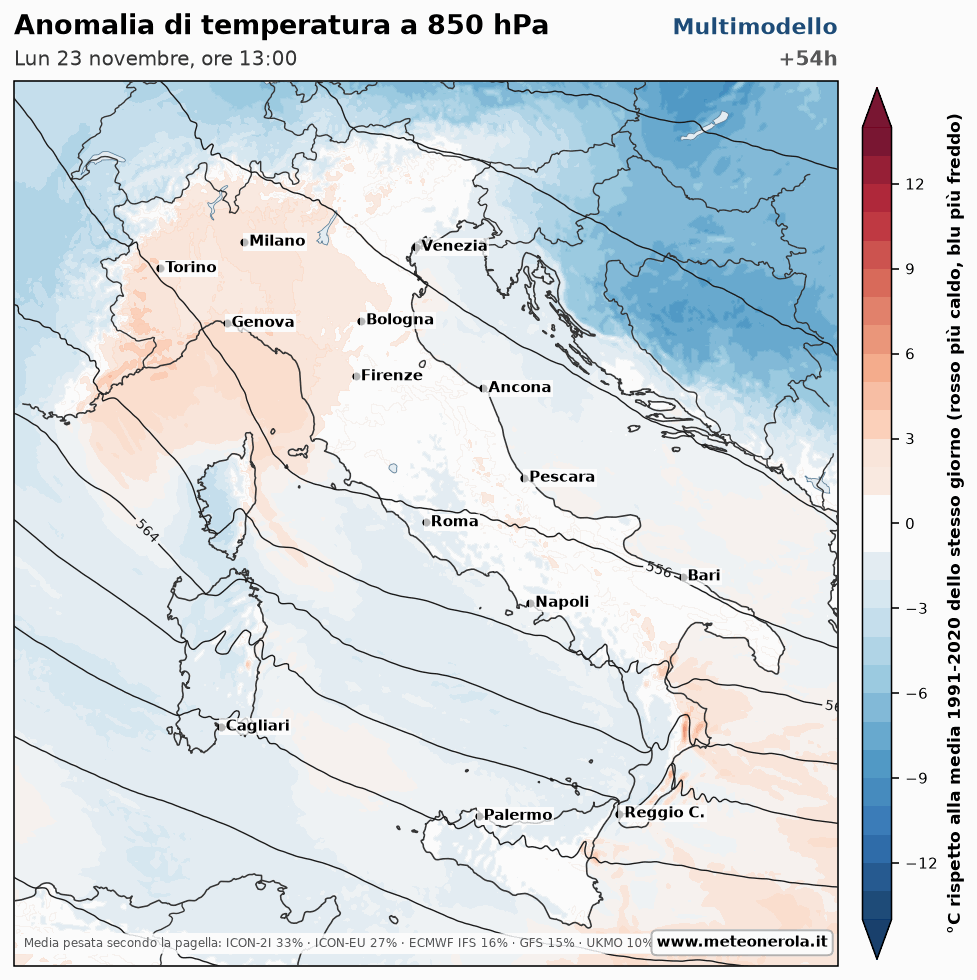 Anomalia di temperatura a 850 hPa
Multimodello
Lun 23 novembre, ore 13:00
+54h
Milano
Venezia
Torino
Genova
Bologna
Firenze
Ancona
Pescara
564
Roma
556
Bari
Napoli
Cagliari
Palermo
Reggio C.
12
9
6
3
0
−3
−6
−9
−12
°C rispetto alla media 1991-2020 dello stesso giorno (rosso più caldo, blu più freddo)
Media pesata secondo la pagella: ICON-2I 33% · ICON-EU 27% · ECMWF IFS 16% · GFS 15% · UKMO 10%
www.meteonerola.it